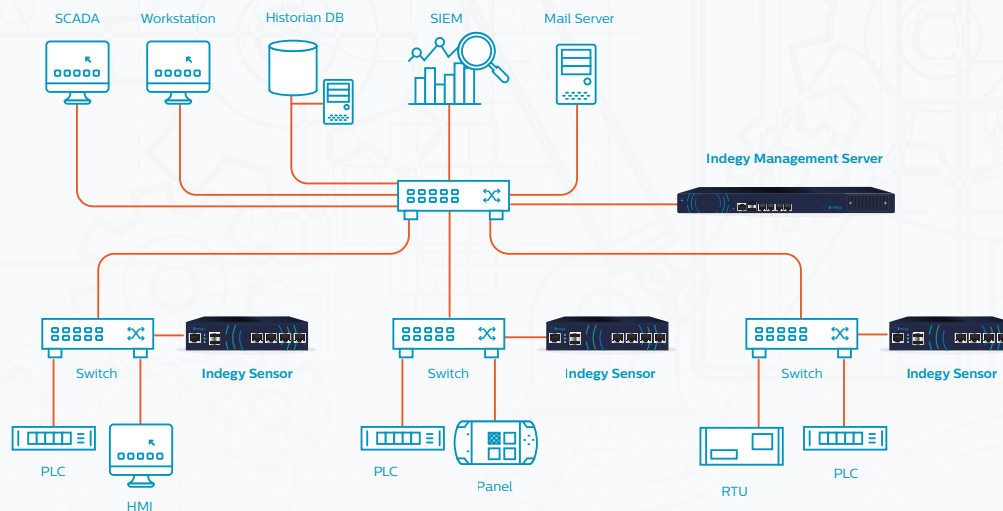 SCADA
Workstation
Historian DB
SIEM
Mail Server
Indegy Management Server
Switch
Indegy Sensor
Switch
Indegy Sensor
Switch
Indegy Sensor
PLC
HMI
PLC
Panel
RTU
PLC